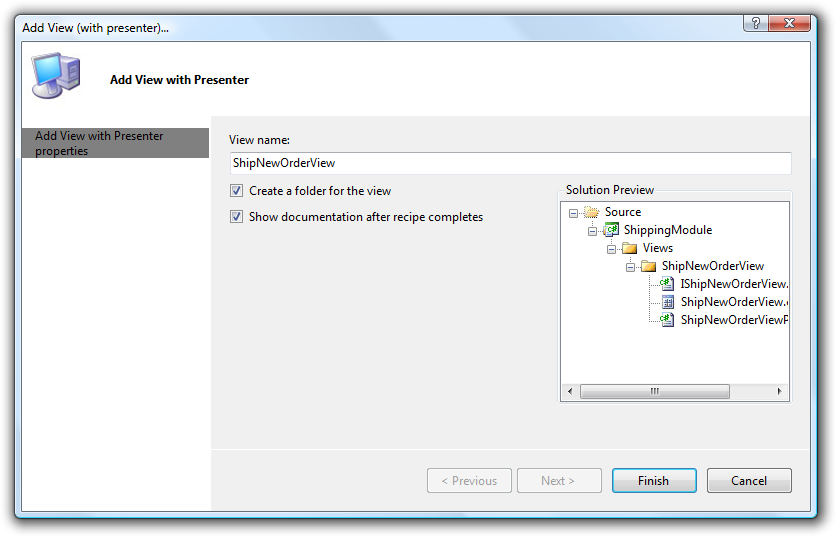 Add View (with presenter)...
Add View with Presenter
Add View with Presenter
properties
View name:
ShipNewOrderView
Create a folder for the view
Show documentation after recipe completes
Solution Preview
Source
ShippingModule
Views
ShipNewOrderView
IShipNewOrderView.
ShipNewOrderView.c
ShipNewOrderViewP
< Previous
Next >
Finish
Cancel